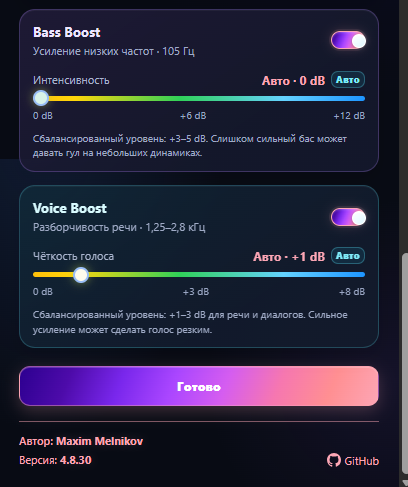 Bass Boost
Усиление низких частот · 105 Гц
Интенсивность Авто · 0 dB Авто
0 dB +6 dB +12 dB
Сбалансированный уровень: +3–5 dB. Слишком сильный бас может
давать гул на небольших динамиках.
Voice Boost
Разборчивость речи · 1,25–2,8 кГц
Чёткость голоса Авто · +1 dB Авто
0 dB +3 dB +8 dB
Сбалансированный уровень: +1–3 dB для речи и диалогов. Сильное
усиление может сделать голос резким.
Готово
Автор: Maxim Melnikov
Версия: 4.8.30 GitHub